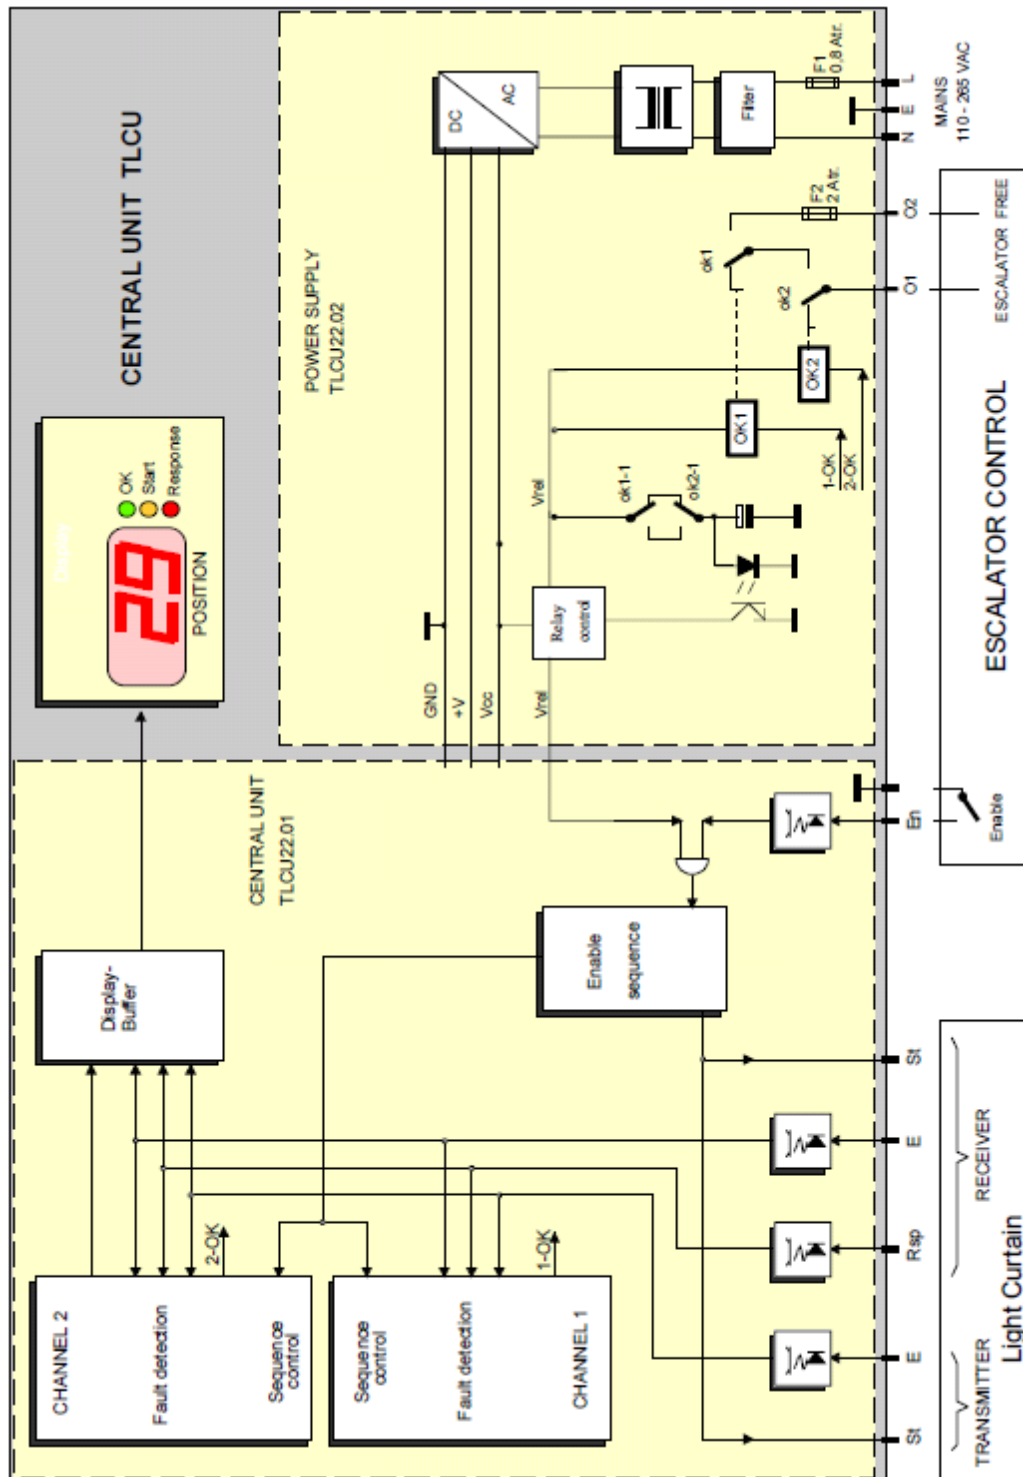 CENTRAL UNIT TLCU
Display
29
POSITION
OK
Start
Response
POWER SUPPLY
TLCU22.02
DC
AC
Filter
F1
0,8 Atr.
L
E
N
MAINS
110 - 265 VAC
F2
2 Atr.
O2
O1
ok1
ok2
OK1
OK2
1-OK
2-OK
Vrel
ok1-1
ok2-1
Relay
control
GND
+V
Vcc
Vrel
ESCALATOR FREE
ESCALATOR CONTROL
Enable
En
CENTRAL UNIT
TLCU22.01
Display-
Buffer
Enable
sequence
CHANNEL 2
Fault detection
Sequence
control
2-OK
Sequence
control
Fault detection
CHANNEL 1
1-OK
St
E
Rsp
E
St
RECEIVER
TRANSMITTER
Light Curtain